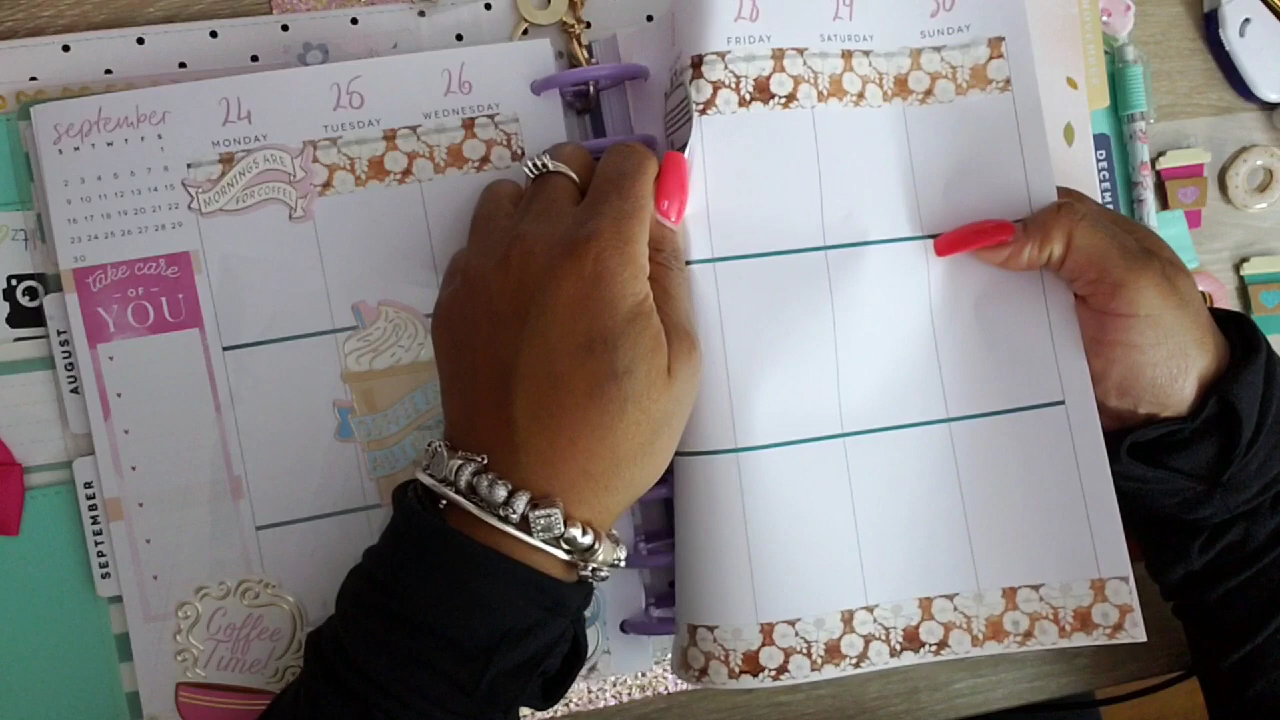 september
S M T W T F S
1
2 3 4 5 6 7 8
9 10 11 12 13 14 15
16 17 18 19 20 21 22
23 24 25 26 27 28 29
30
24
MONDAY
25
TUESDAY
26
WEDNESDAY
28
FRIDAY
29
SATURDAY
30
SUNDAY
MORNINGS ARE
FOR COFFEE
take care
OF
YOU
AUGUST
SEPTEMBER
Coffee
Time!
DECEM